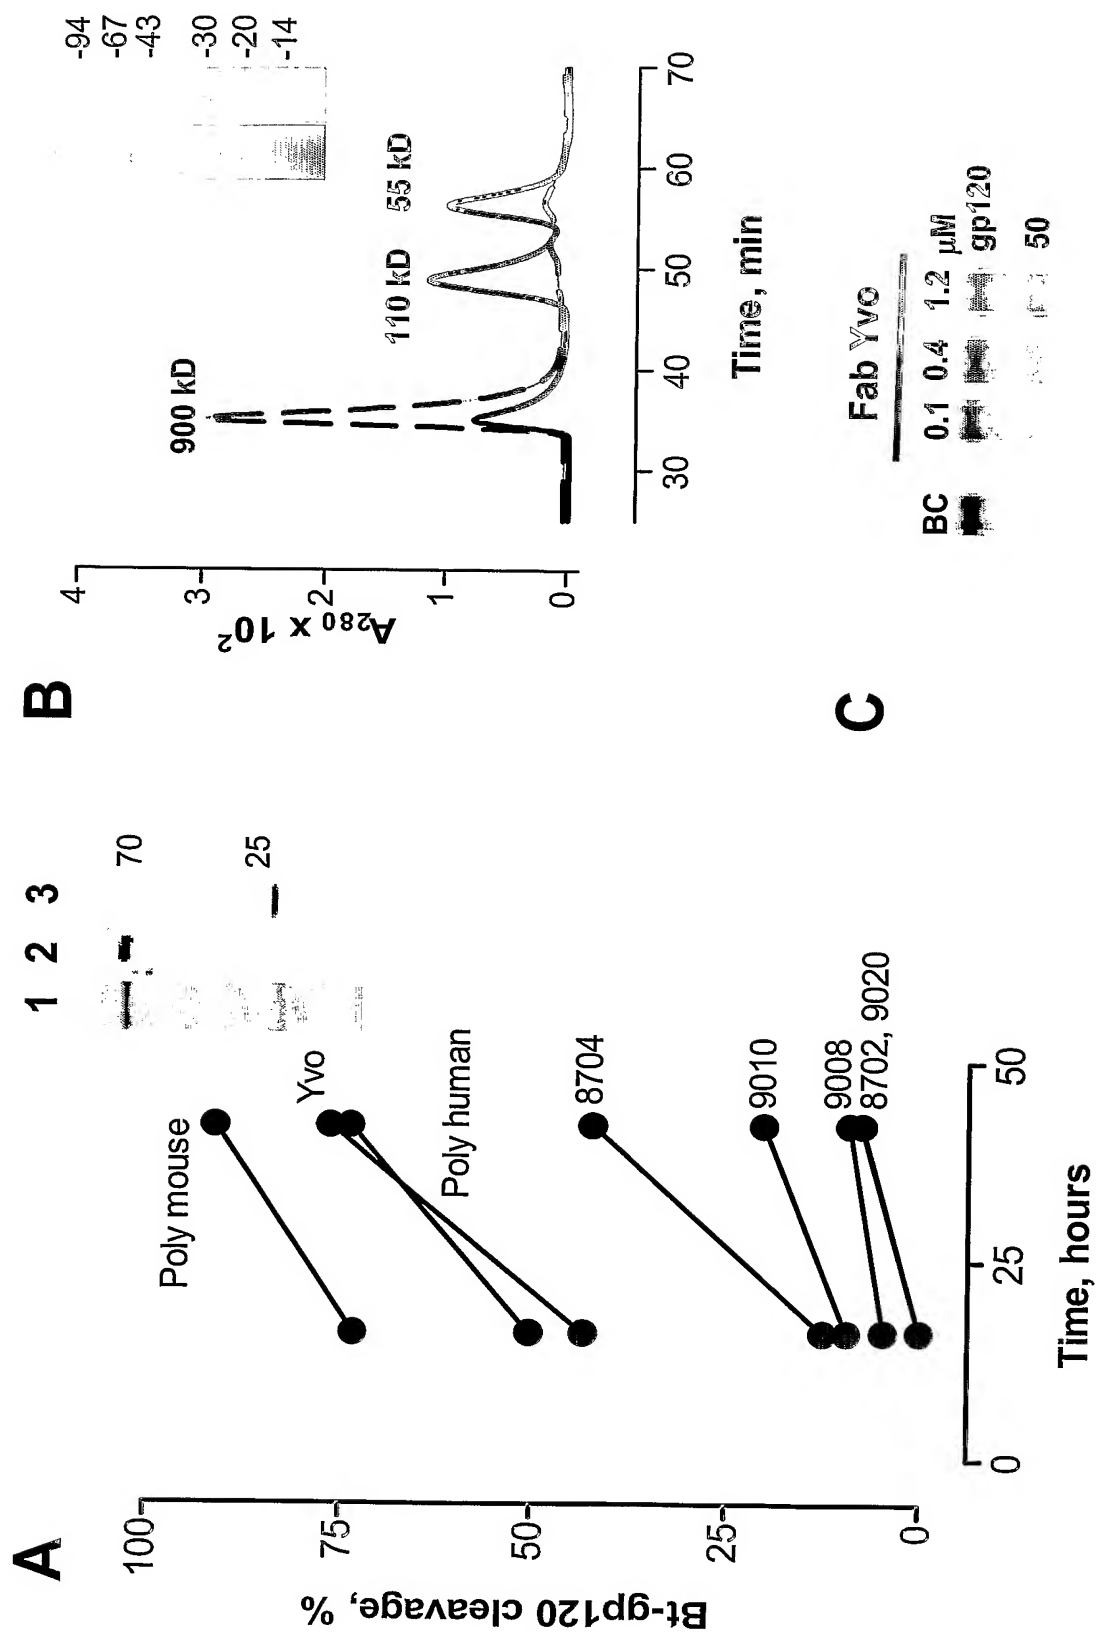 A
Bt-gp120 cleavage, %
100
75
50
25
0
Poly mouse
Yvo
Poly human
8704
9010
9008
8702, 9020
0
25
50
Time, hours
1 2 3
70
25
B
A280 x 10²
4
3
2
1
0
900 kD
110 kD
55 kD
30 40 50 60 70
Time, min
-94
-67
-43
-30
-20
-14
C
Fab Yvo
BC 0.1 0.4 1.2 µM
gp120
50